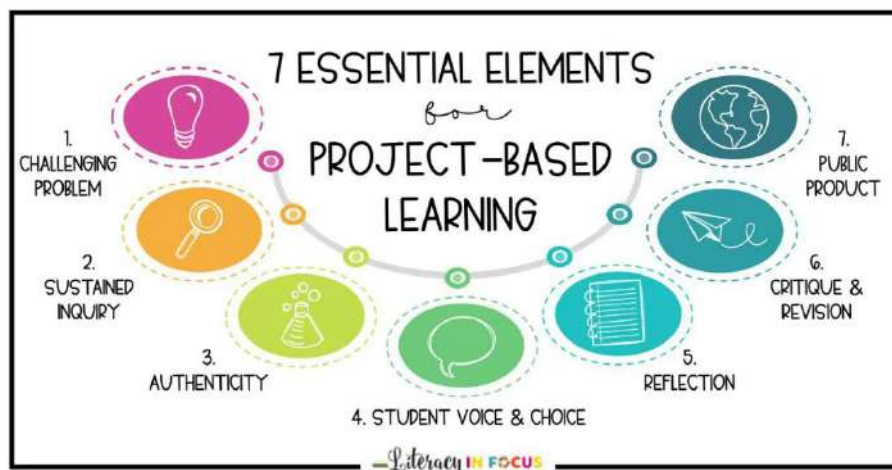 7 ESSENTIAL ELEMENTS
for
PROJECT-BASED
LEARNING
1.
CHALLENGING
PROBLEM
2.
SUSTAINED
INQUIRY
3.
AUTHENTICITY
4. STUDENT VOICE & CHOICE
5.
REFLECTION
6.
CRITIQUE &
REVISION
7.
PUBLIC
PRODUCT
Literacy IN FOCUS